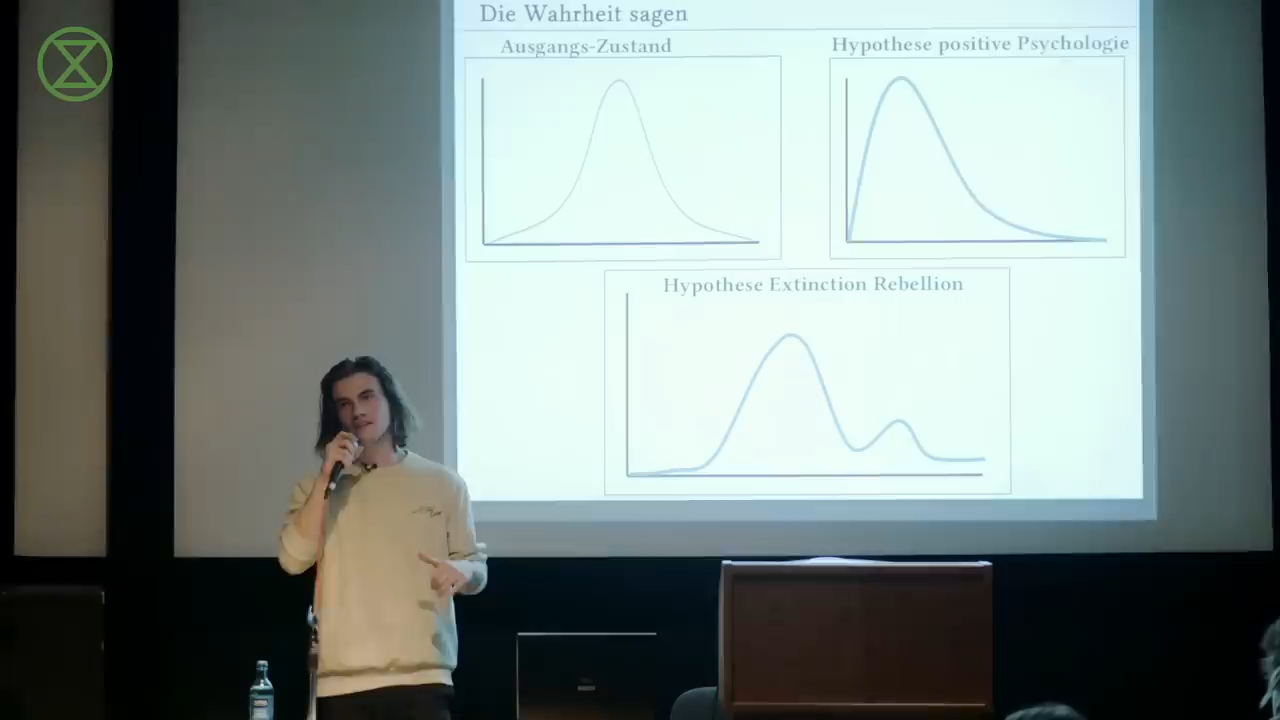 Die Wahrheit sagen
Ausgangs-Zustand
Hypothese positive Psychologie
Hypothese Extinction Rebellion